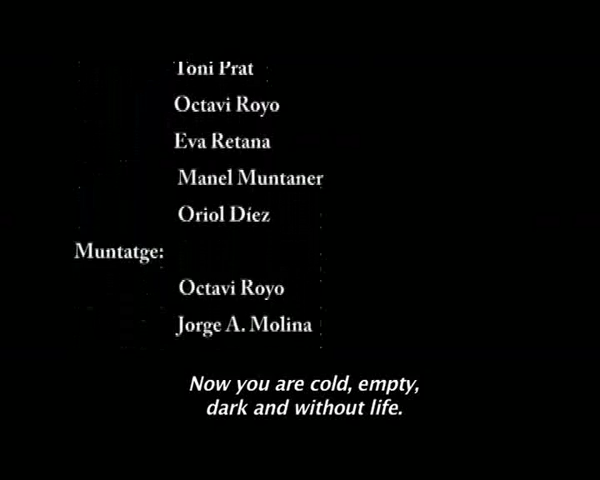 Toni Prat
Octavi Royo
Eva Retana
Manel Muntaner
Oriol Díez
Muntatge:
Octavi Royo
Jorge A. Molina
Now you are cold, empty,
dark and without life.